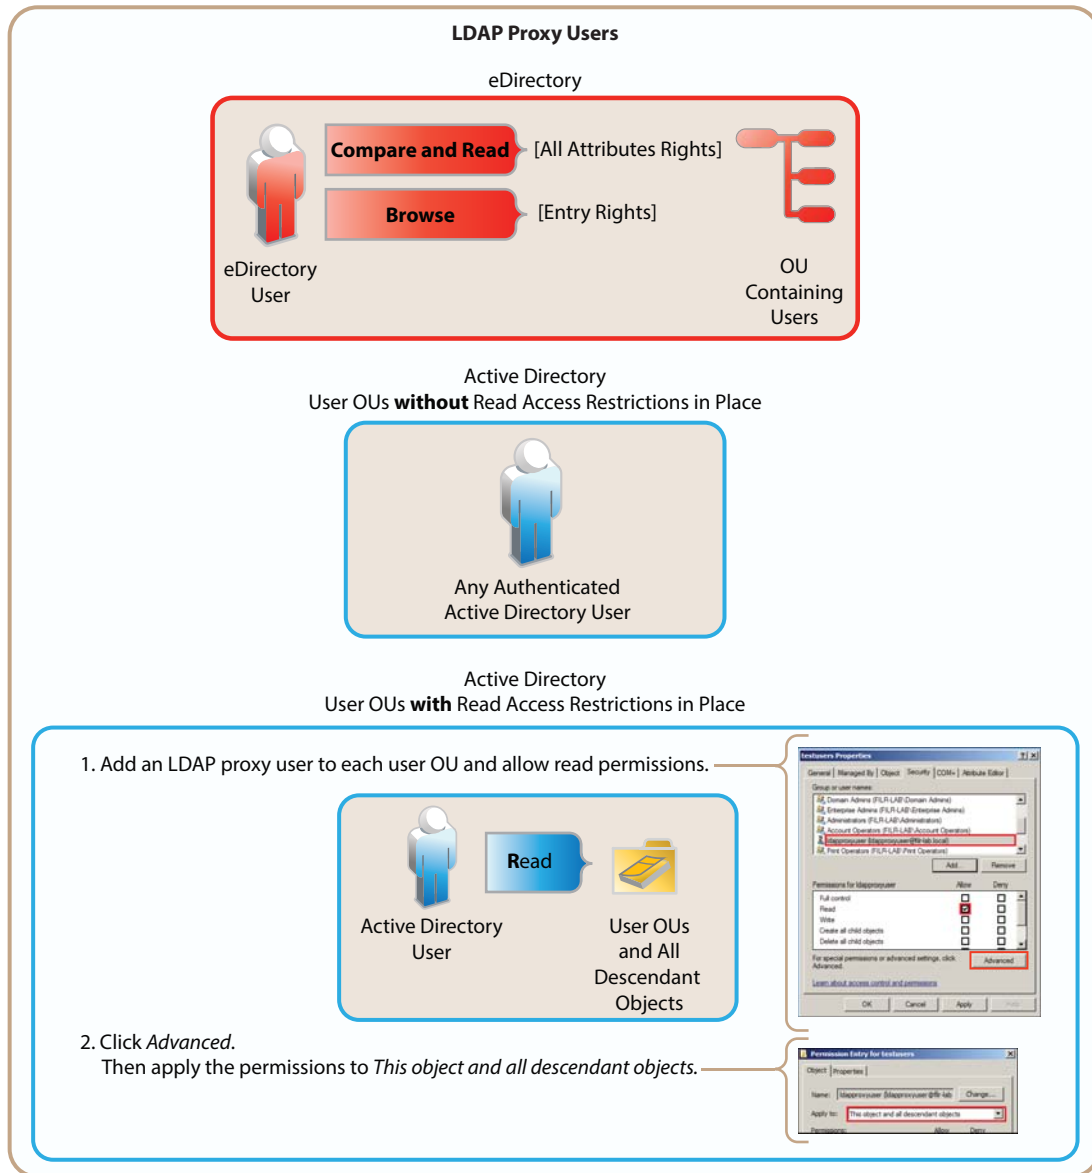 LDAP Proxy Users
eDirectory
Compare and Read
[All Attributes Rights]
Browse
[Entry Rights]
eDirectory
User
OU
Containing
Users
Active Directory
User OUs without Read Access Restrictions in Place
Any Authenticated
Active Directory User
Active Directory
User OUs with Read Access Restrictions in Place
1. Add an LDAP proxy user to each user OU and allow read permissions.
Read
Active Directory
User
User OUs
and All
Descendant
Objects
testusers Properties
General Managed By Object Security COM+ Attribute Editor
Group or user names:
Domain Admins (FILR-LAB\Domain Admins)
Enterprise Admins (FILR-LAB\Enterprise Admins)
Administrators (FILR-LAB\Administrators)
Account Operators (FILR-LAB\Account Operators)
ldapproxyuser (ldapproxyuser@filr-lab.local)
Print Operators (FILR-LAB\Print Operators)
Add... Remove
Permissions for ldapproxyuser Allow Deny
Full control
Read
Write
Create all child objects
Delete all child objects
For special permissions or advanced settings, click
Advanced.
Advanced
Learn about access control and permissions
OK Cancel Apply Help
2. Click Advanced.
Then apply the permissions to This object and all descendant objects.
Permission Entry for testusers
Object Properties
Name: ldapproxyuser (ldapproxyuser@filr-lab Change...
Apply to: This object and all descendant objects
Permissions: Allow Deny